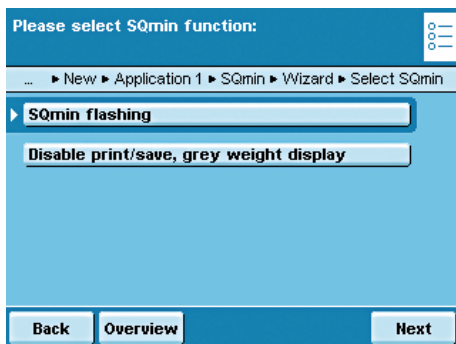 Please select SQmin function:
... ▸ New ▸ Application 1 ▸ SQmin ▸ Wizard ▸ Select SQmin
SQmin flashing
Disable print/save, grey weight display
Back Overview Next